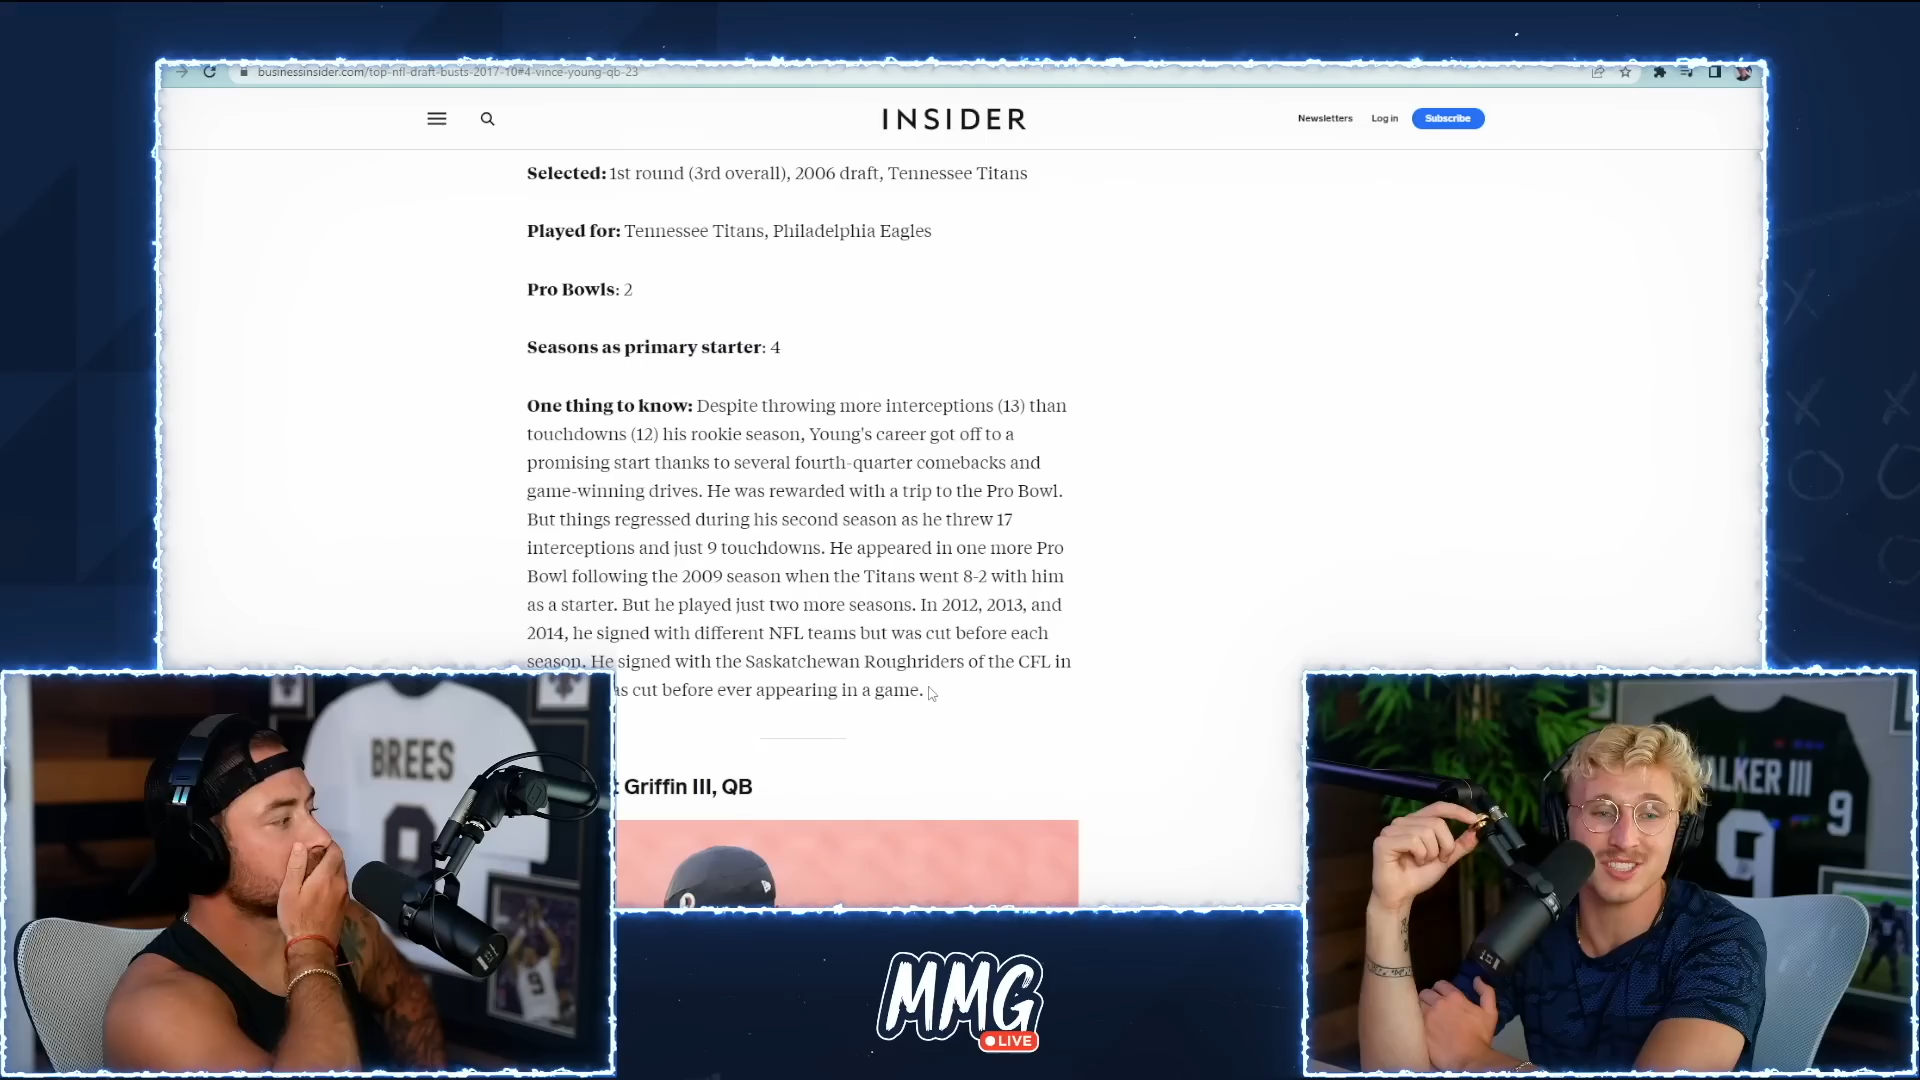 businessinsider.com/top-nfl-draft-busts-2017-10#4-vince-young-qb-23
INSIDER
Newsletters
Log in
Subscribe
Selected: 1st round (3rd overall), 2006 draft, Tennessee Titans
Played for: Tennessee Titans, Philadelphia Eagles
Pro Bowls: 2
Seasons as primary starter: 4
One thing to know: Despite throwing more interceptions (13) than
touchdowns (12) his rookie season, Young's career got off to a
promising start thanks to several fourth-quarter comebacks and
game-winning drives. He was rewarded with a trip to the Pro Bowl.
But things regressed during his second season as he threw 17
interceptions and just 9 touchdowns. He appeared in one more Pro
Bowl following the 2009 season when the Titans went 8-2 with him
as a starter. But he played just two more seasons. In 2012, 2013, and
2014, he signed with different NFL teams but was cut before each
season. He signed with the Saskatchewan Roughriders of the CFL in
as cut before ever appearing in a game.
t Griffin III, QB
BREES
9
9
ALKER III
9
9
MMG
LIVE